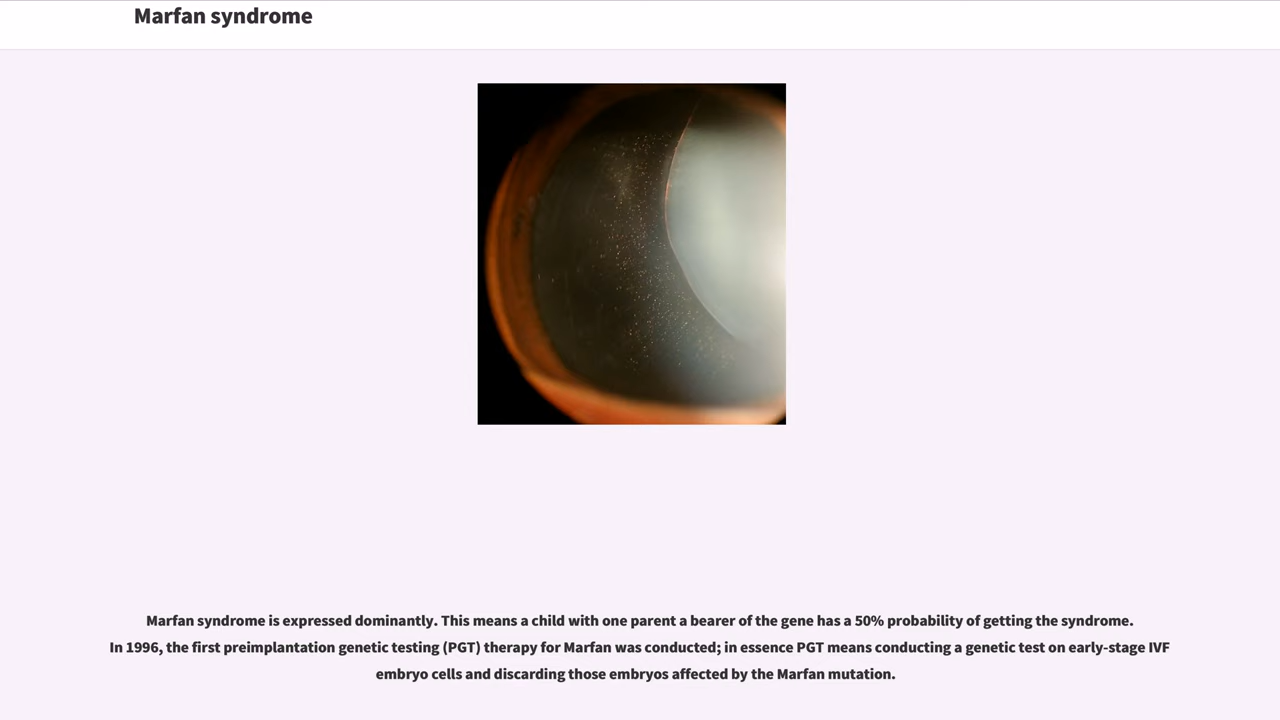 Marfan syndrome
Marfan syndrome is expressed dominantly. This means a child with one parent a bearer of the gene has a 50% probability of getting the syndrome.
In 1996, the first preimplantation genetic testing (PGT) therapy for Marfan was conducted; in essence PGT means conducting a genetic test on early-stage IVF
embryo cells and discarding those embryos affected by the Marfan mutation.